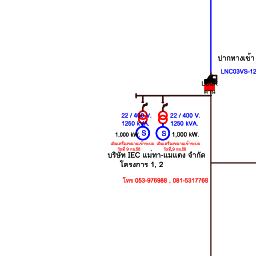 ปากทางเข้า
LNC03VS-12
22 / 400 V.
22 / 400 V.
1250 kVA.
1250 kVA.
S
S
1,000 kW.
1,000 kW.
บริษัท IEC แม่ทา-แมแตง จำกัด
โครงการ 1, 2
โทร 053-976988 , 081-5317768